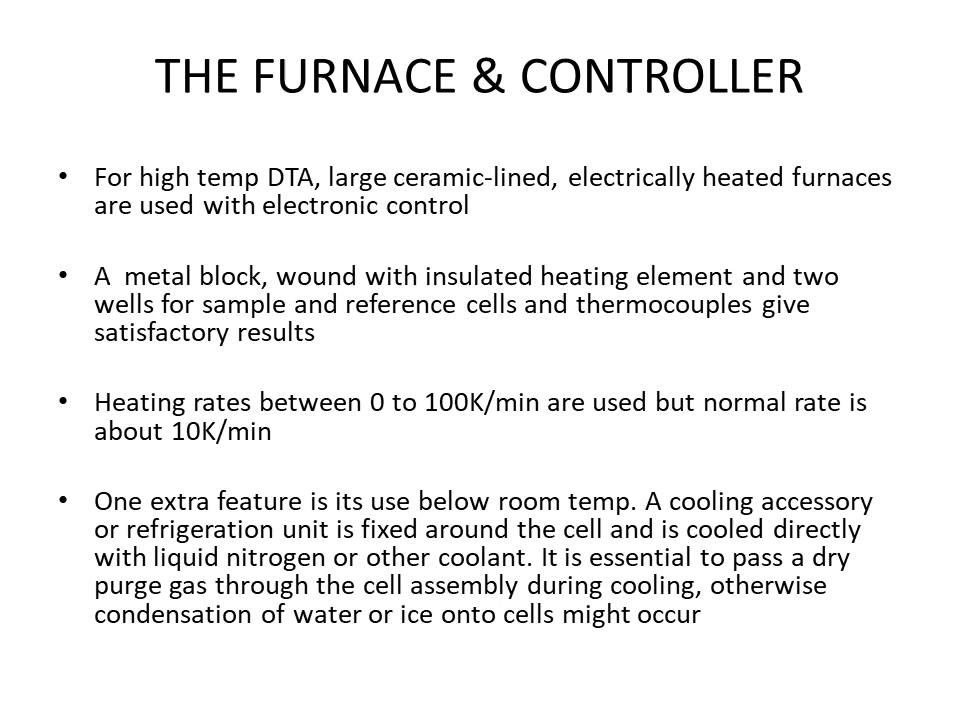 THE FURNACE & CONTROLLER
• For high temp DTA, large ceramic-lined, electrically heated furnaces
are used with electronic control
• A  metal block, wound with insulated heating element and two
wells for sample and reference cells and thermocouples give
satisfactory results
• Heating rates between 0 to 100K/min are used but normal rate is
about 10K/min
• One extra feature is its use below room temp. A cooling accessory
or refrigeration unit is fixed around the cell and is cooled directly
with liquid nitrogen or other coolant. It is essential to pass a dry
purge gas through the cell assembly during cooling, otherwise
condensation of water or ice onto cells might occur